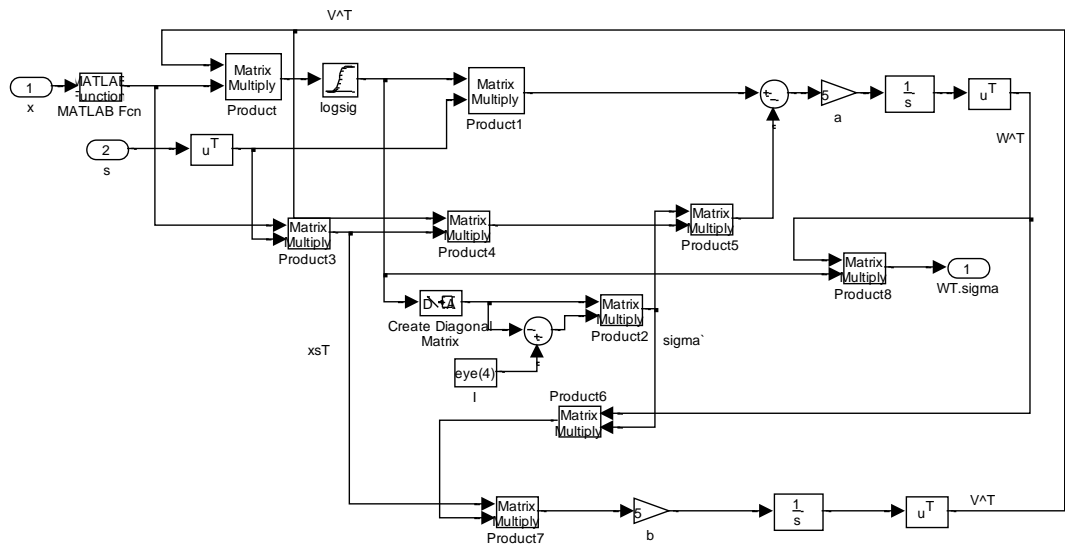 V^T
1
x
MATLAB
Function
MATLAB Fcn
Matrix
Multiply
Product
logsig
Matrix
Multiply
Product1
5
a
1
s
u^T
W^T
2
s
u^T
Matrix
Multiply
Product3
Matrix
Multiply
Product4
Matrix
Multiply
Product5
Matrix
Multiply
Product8
1
WT.sigma
Create Diagonal
Matrix
Matrix
Multiply
Product2
sigma`
xsT
eye(4)
I
Product6
Matrix
Multiply
Matrix
Multiply
Product7
5
b
1
s
u^T
V^T